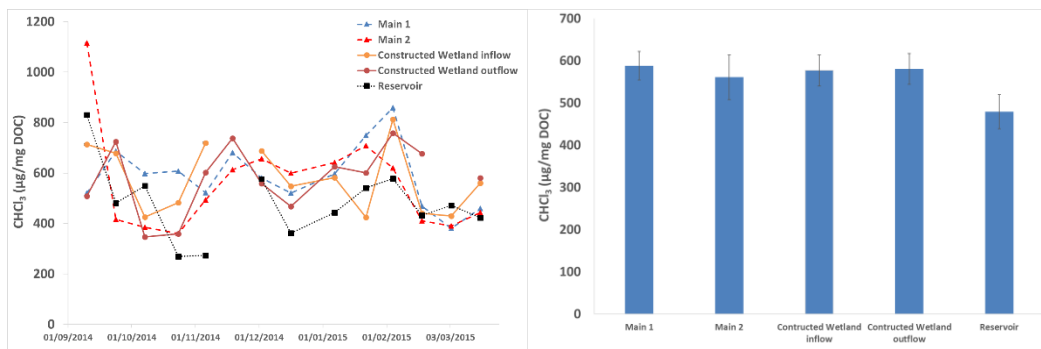 1200
1000
800
600
400
200
0
CHCl₃ (µg/mg DOC)
Main 1
Main 2
Constructed Wetland inflow
Constructed Wetland outflow
Reservoir
01/09/2014
01/10/2014
01/11/2014
01/12/2014
01/01/2015
01/02/2015
03/03/2015
700
600
500
400
300
200
100
0
CHCl₃ (µg/mg DOC)
Main 1
Main 2
Contructed Wetland
inflow
Contructed Wetland
outflow
Reservoir